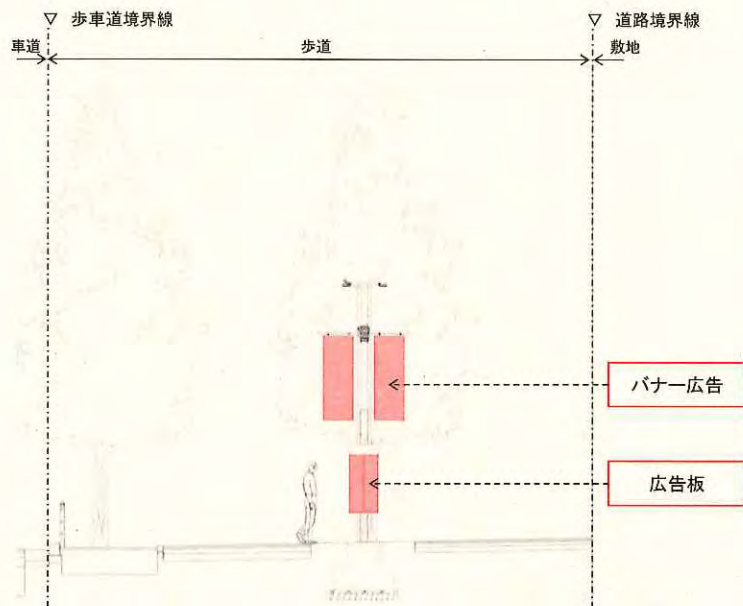 ▽ 歩車道境界線
▽ 道路境界線
車道
歩道
敷地
バナー広告
広告板